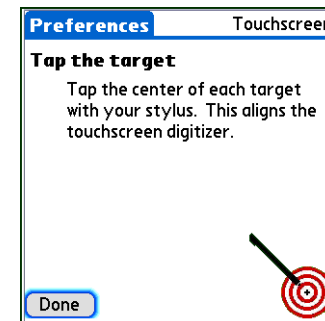 Preferences Touchscreen
Tap the target
Tap the center of each target
with your stylus. This aligns the
touchscreen digitizer.
Done